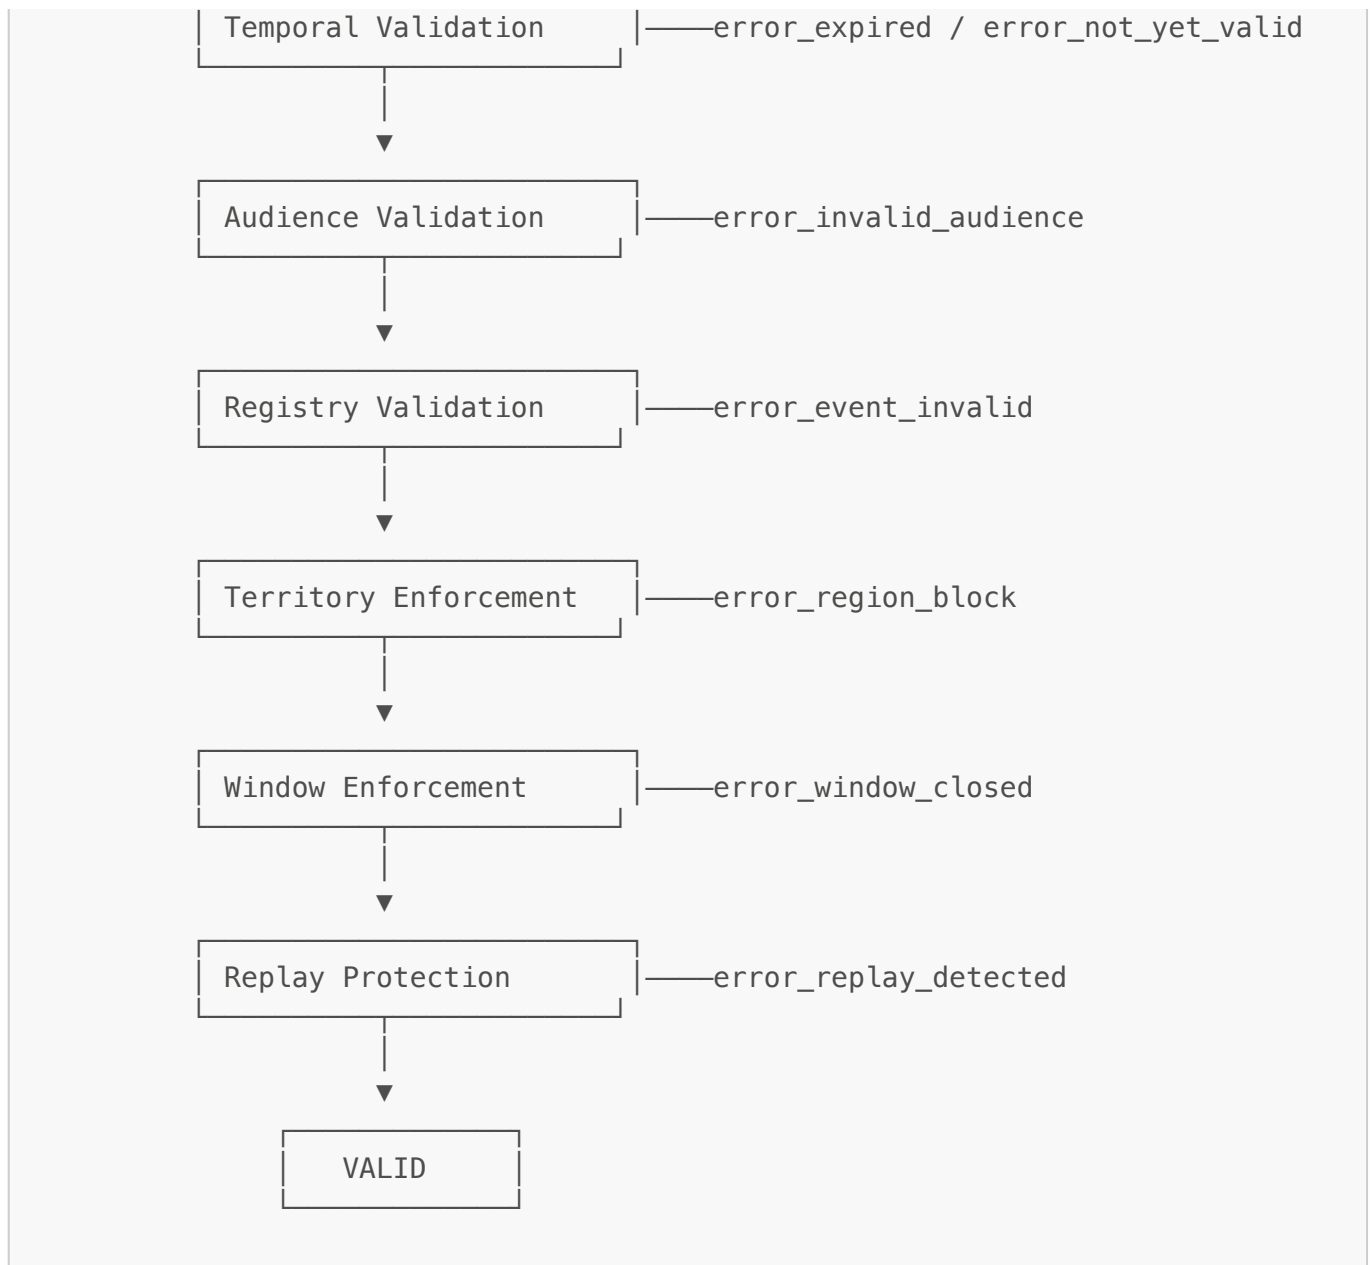 Temporal Validation error_expired / error_not_yet_valid
Audience Validation error_invalid_audience
Registry Validation error_event_invalid
Territory Enforcement error_region_block
Window Enforcement error_window_closed
Replay Protection error_replay_detected
VALID